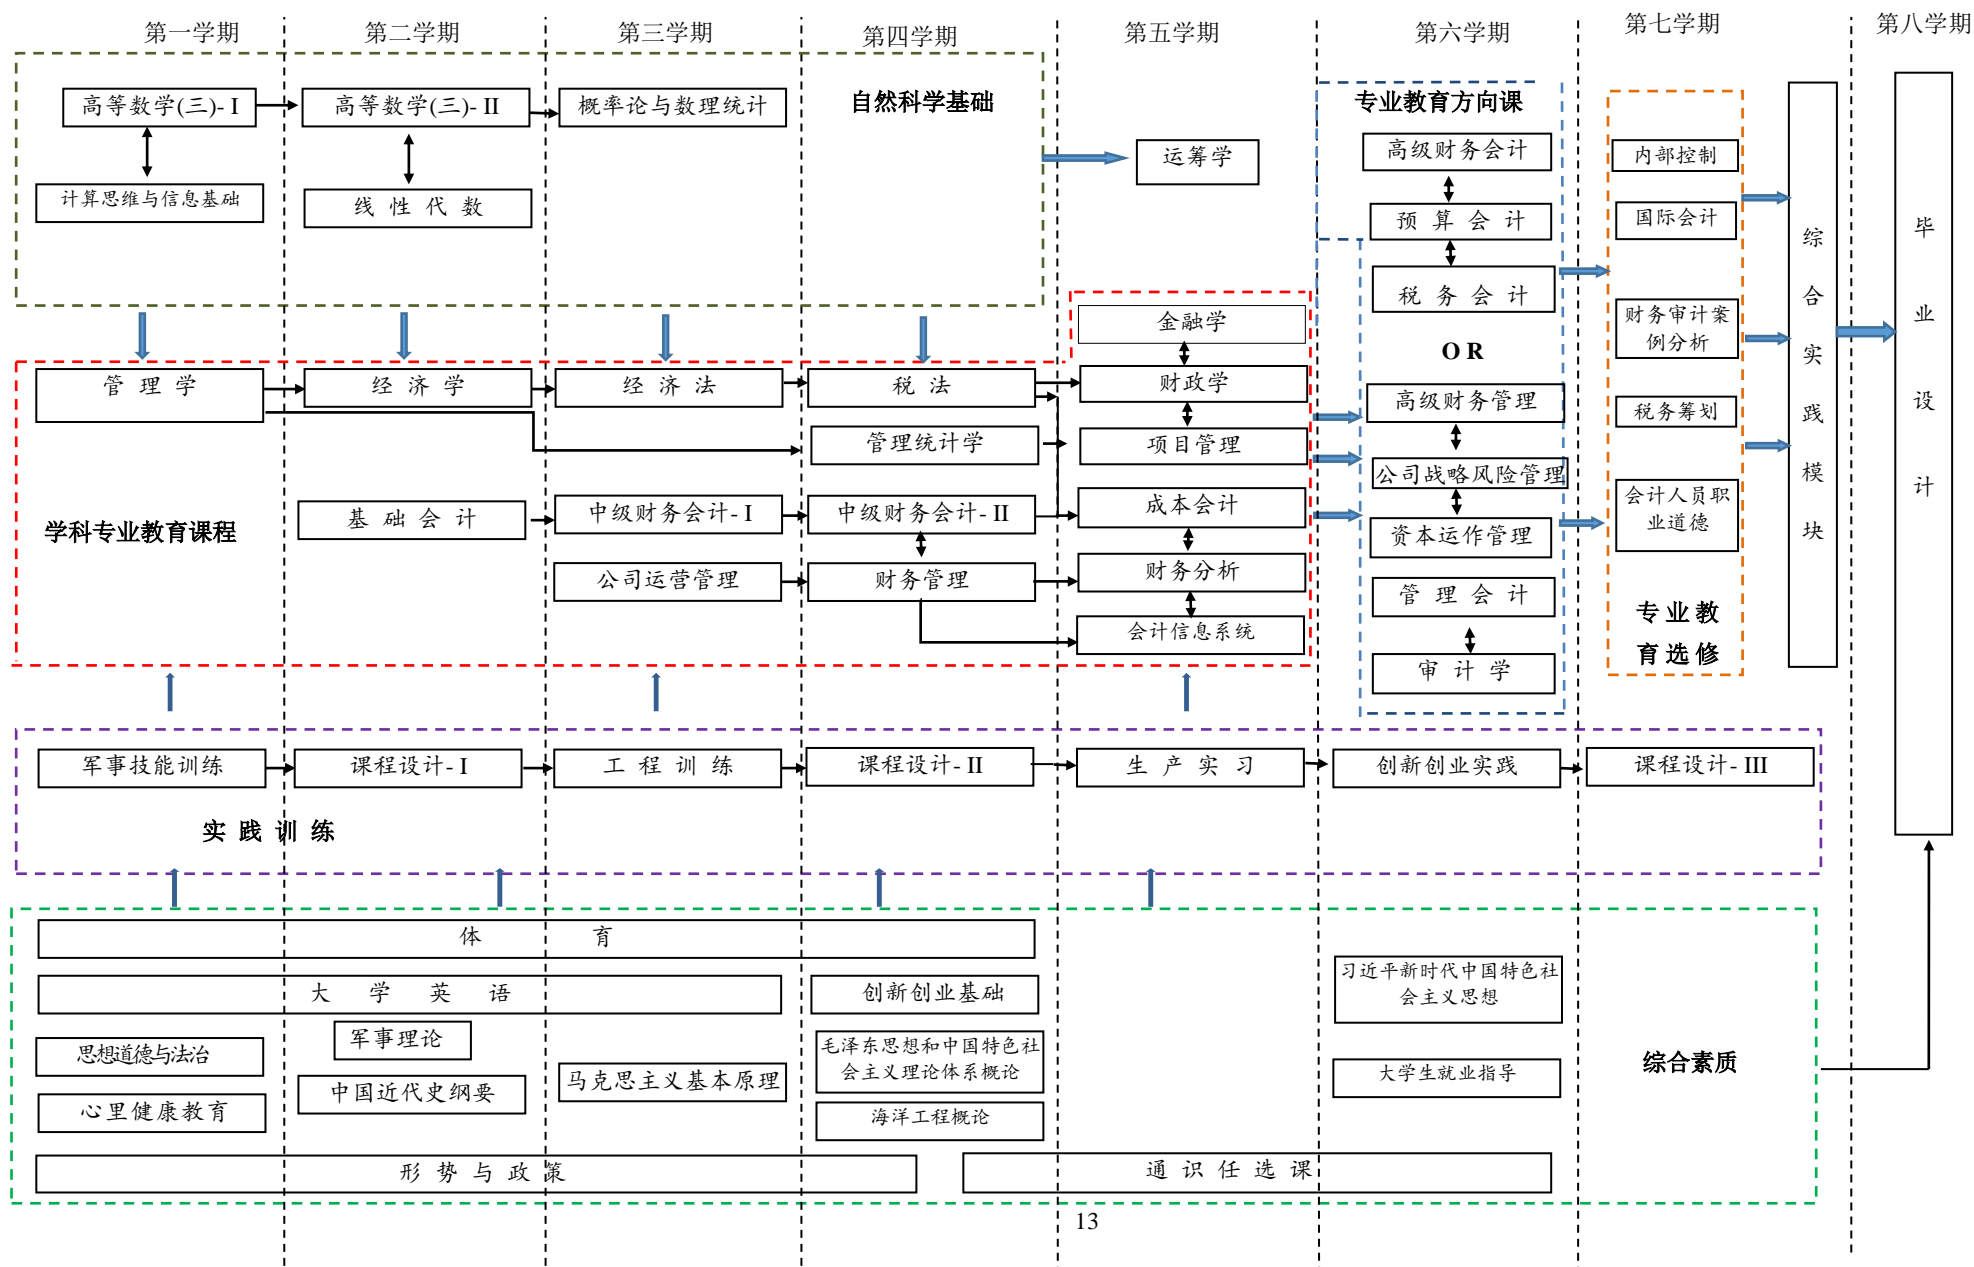 第一学期 第二学期 第三学期 第四学期 第五学期 第六学期 第七学期 第八学期
高等数学(三)- I
高等数学(三)- II
概率论与数理统计
自然科学基础
计算思维与信息基础
线 性 代 数
运筹学
专业教育方向课
高级财务会计
预 算 会 计
税 务 会 计
O R
高级财务管理
公司战略风险管理
资本运作管理
管 理 会 计
审 计 学
内部控制
国际会计
财务审计案
例分析
税务筹划
会计人员职
业道德
专 业 教
育 选 修
综
合
实
践
模
块
毕
业
设
计
管 理 学
经 济 学
经 济 法
税 法
金融学
财政学
管理统计学
项目管理
学科专业教育课程
基 础 会 计
中级财务会计- I
中级财务会计- II
成本会计
公司运营管理
财务管理
财务分析
会计信息系统
军事技能训练
课程设计- I
工 程 训 练
课程设计- II
生 产 实 习
创新创业实践
课程设计- III
实 践 训 练
体 育
大 学 英 语
创新创业基础
习近平新时代中国特色社
会主义思想
思想道德与法治
军事理论
毛泽东思想和中国特色社
会主义理论体系概论
综合素质
心里健康教育
中国近代史纲要
马克思主义基本原理
海洋工程概论
大学生就业指导
形 势 与 政 策
通 识 任 选 课
13